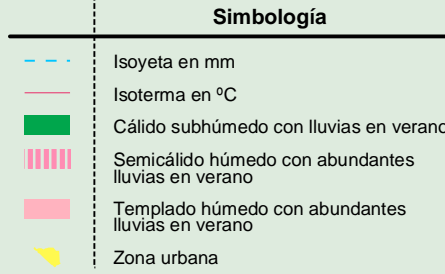 Simbología
Isoyeta en mm
Isoterma en ºC
Cálido subhúmedo con lluvias en verano
Semicálido húmedo con abundantes
lluvias en verano
Templado húmedo con abundantes
lluvias en verano
Zona urbana